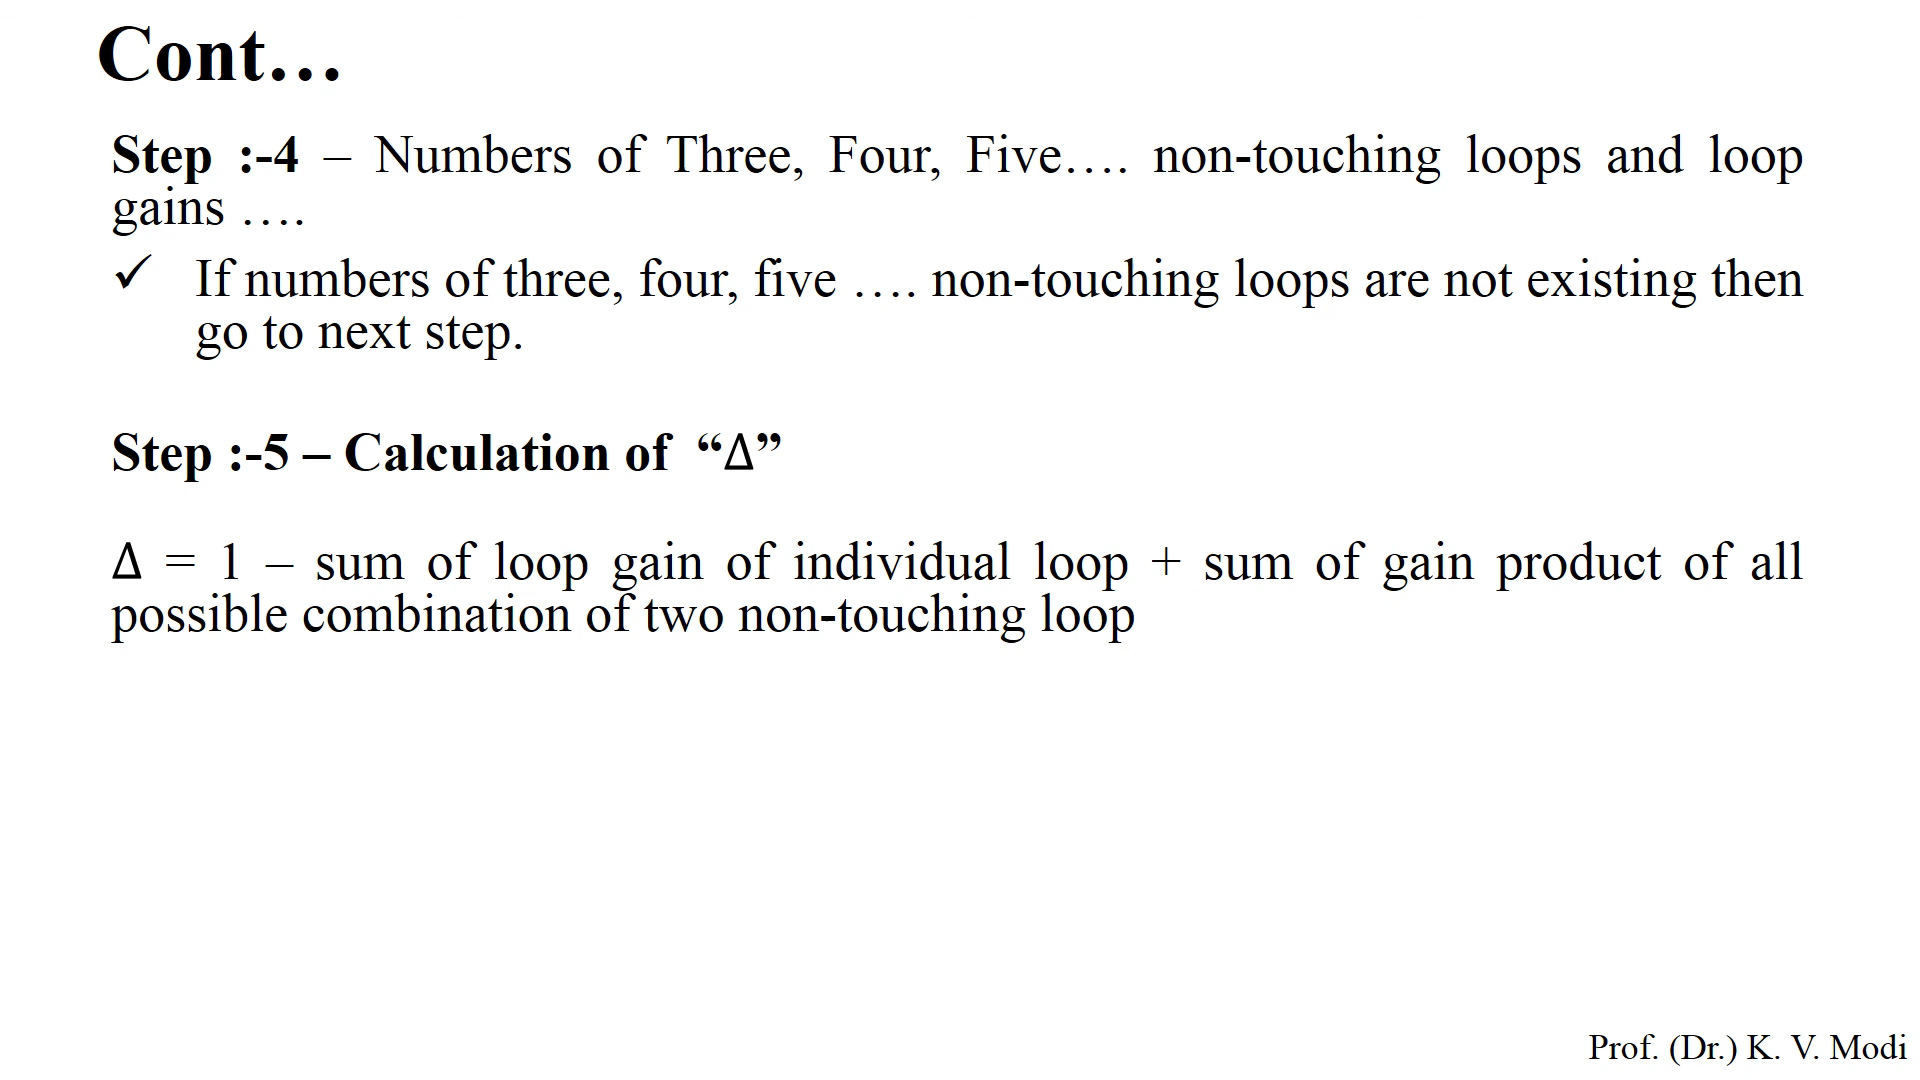 Cont…
Step :-4 – Numbers of Three, Four, Five…. non-touching loops and loop
gains ….
✓ If numbers of three, four, five …. non-touching loops are not existing then
go to next step.
Step :-5 – Calculation of “Δ”
Δ = 1 – sum of loop gain of individual loop + sum of gain product of all
possible combination of two non-touching loop
Prof. (Dr.) K. V. Modi